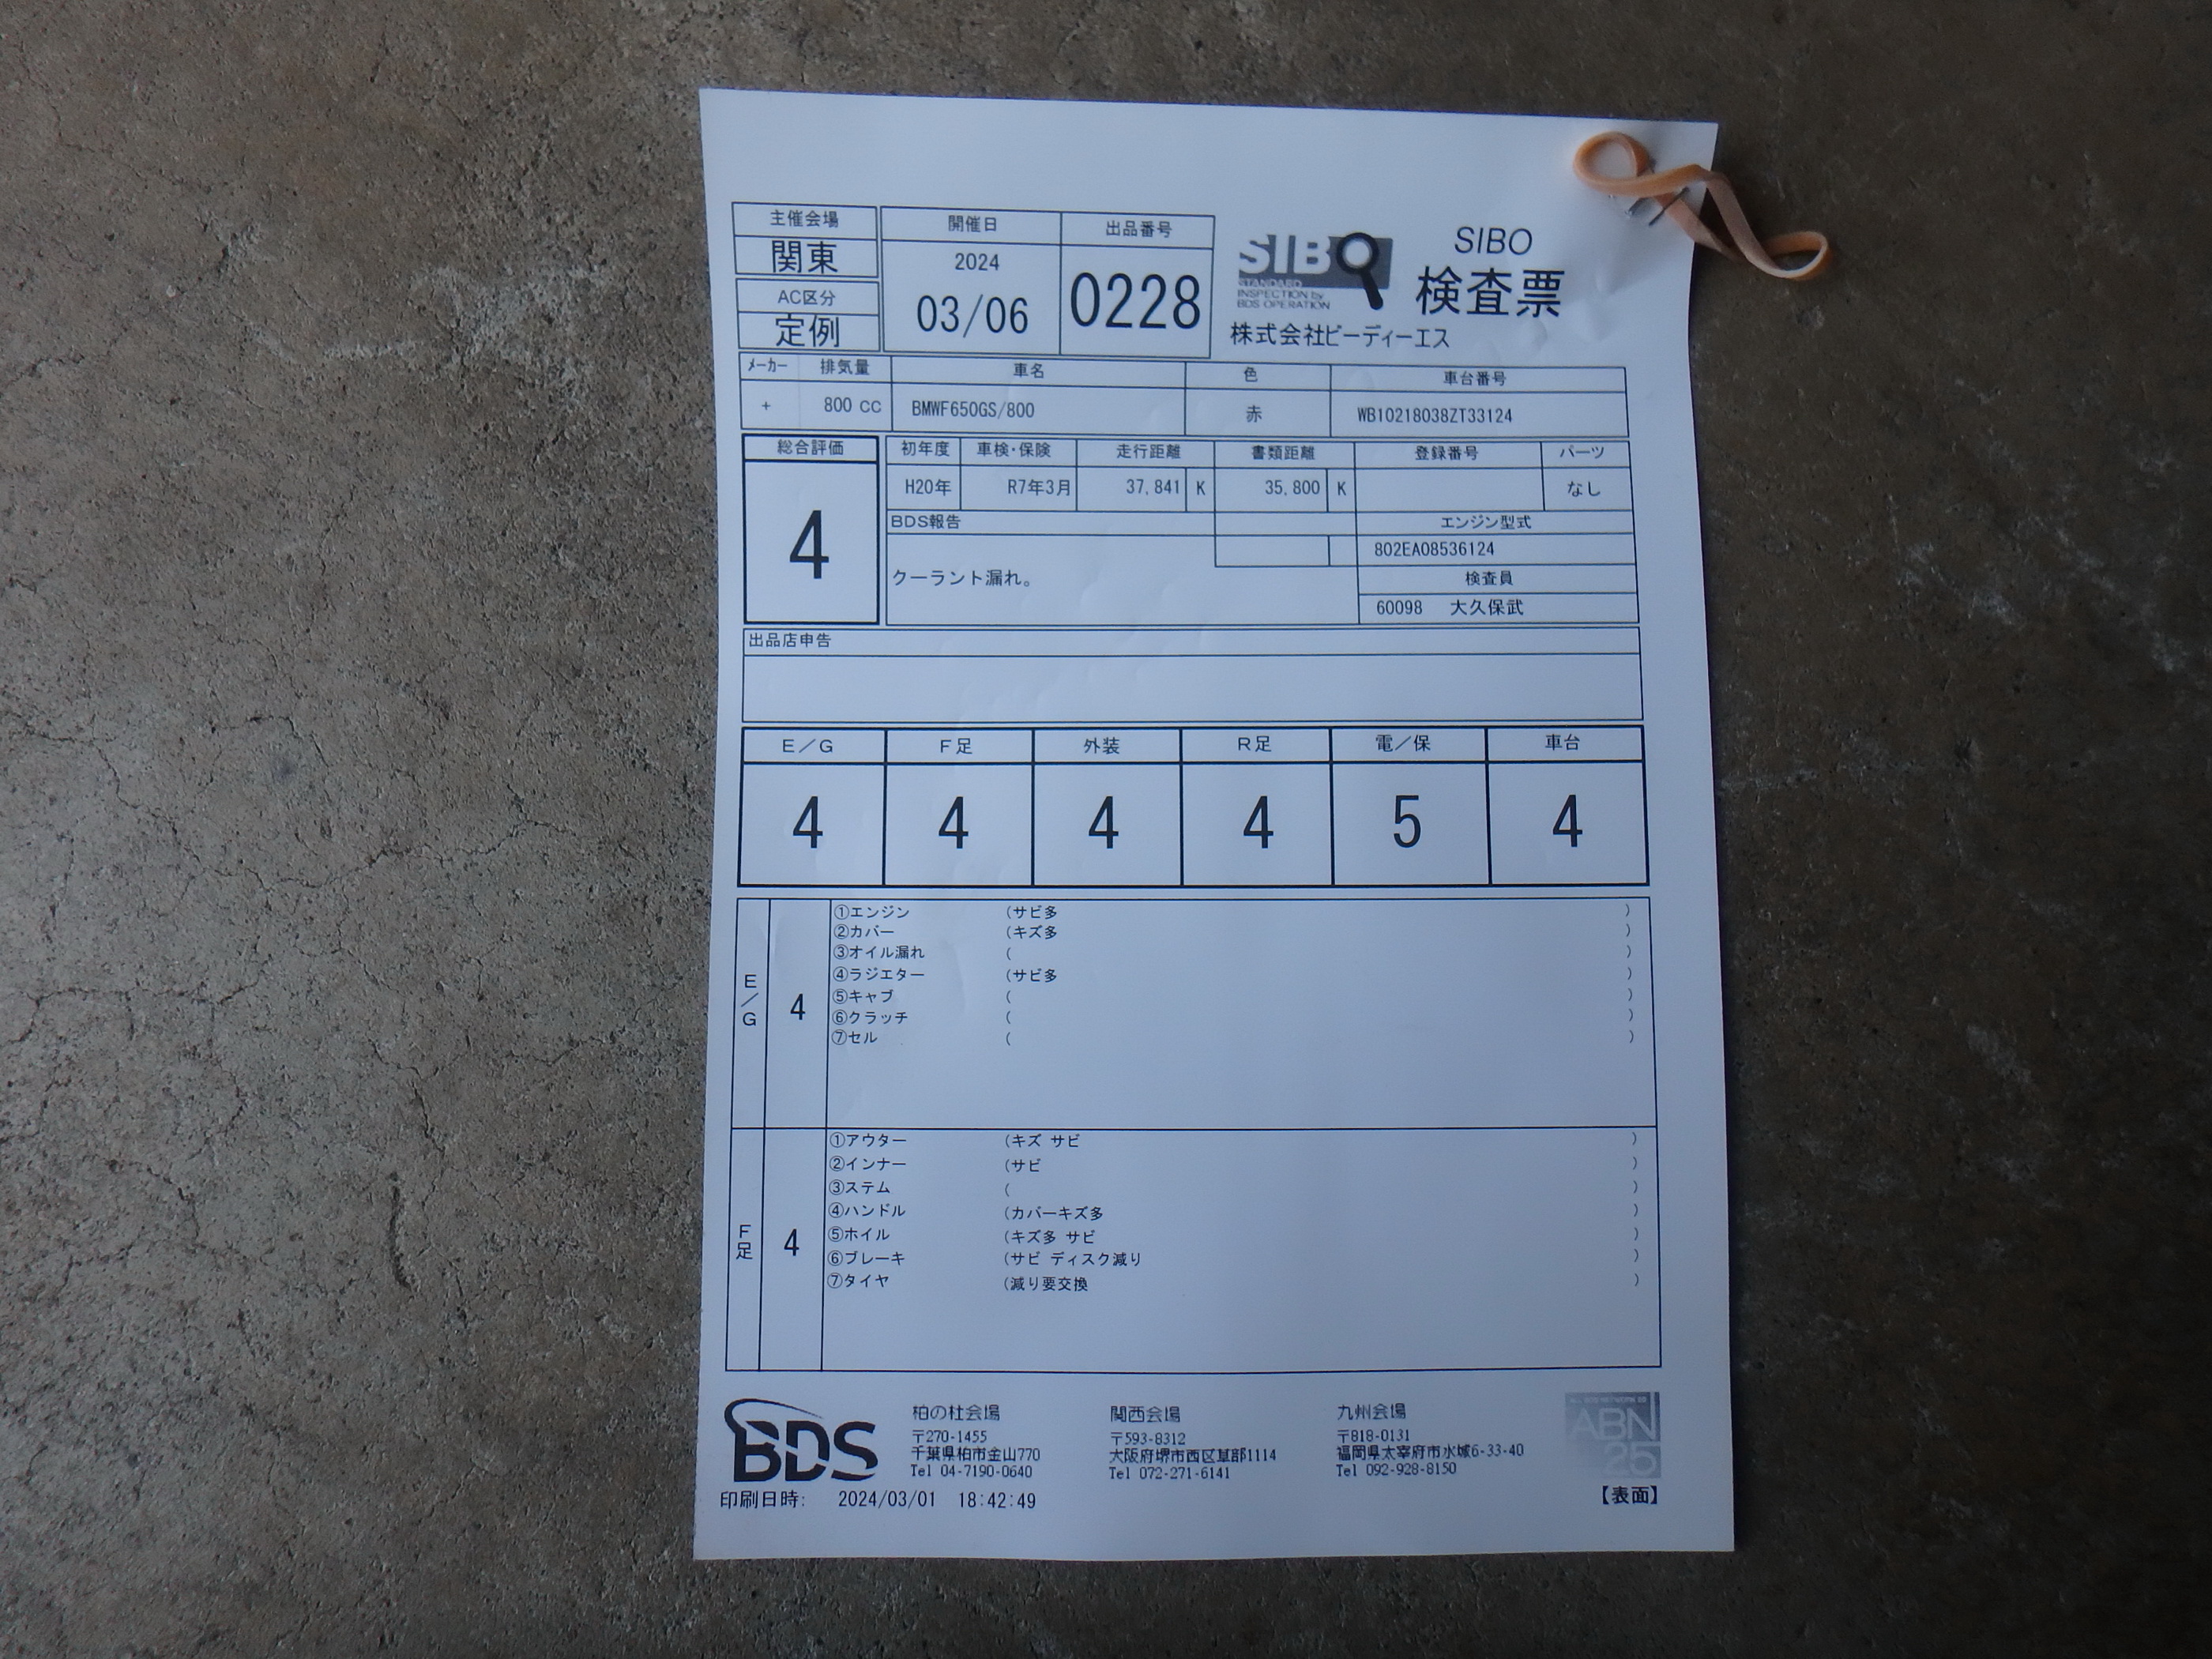 主催会場
関東
AC区分
定例
開催日
2024
03/06
出品番号
0228
SIBO
STANDARD
INSPECTION by
BDS OPERATION
SIBO
検査票
株式会社ビーディーエス
メーカー 排気量 車名 色 車台番号
+ 800 CC BMWF650GS/800 赤 WB10218038ZT33124
総合評価
4
初年度 車検・保険 走行距離 書類距離 登録番号 パーツ
H20年 R7年3月 37,841 K 35,800 K なし
BDS報告
クーラント漏れ。
エンジン型式
802EA08536124
検査員
60098 大久保武
出品店申告
E/G F足 外装 R足 電/保 車台
4 4 4 4 5 4
E/G
4
①エンジン (サビ多 )
②カバー (キズ多 )
③オイル漏れ ( )
④ラジエター (サビ多 )
⑤キャブ ( )
⑥クラッチ ( )
⑦セル ( )
F足
4
①アウター (キズ サビ )
②インナー (サビ )
③ステム ( )
④ハンドル (カバーキズ多 )
⑤ホイル (キズ多 サビ )
⑥ブレーキ (サビ ディスク減り )
⑦タイヤ (減り要交換 )
BDS
柏の杜会場
〒270-1455
千葉県柏市金山770
Tel 04-7190-0640
関西会場
〒593-8312
大阪府堺市西区草部1114
Tel 072-271-6141
九州会場
〒818-0131
福岡県太宰府市水城6-33-40
Tel 092-928-8150
ABN
25
印刷日時: 2024/03/01 18:42:49
【表面】